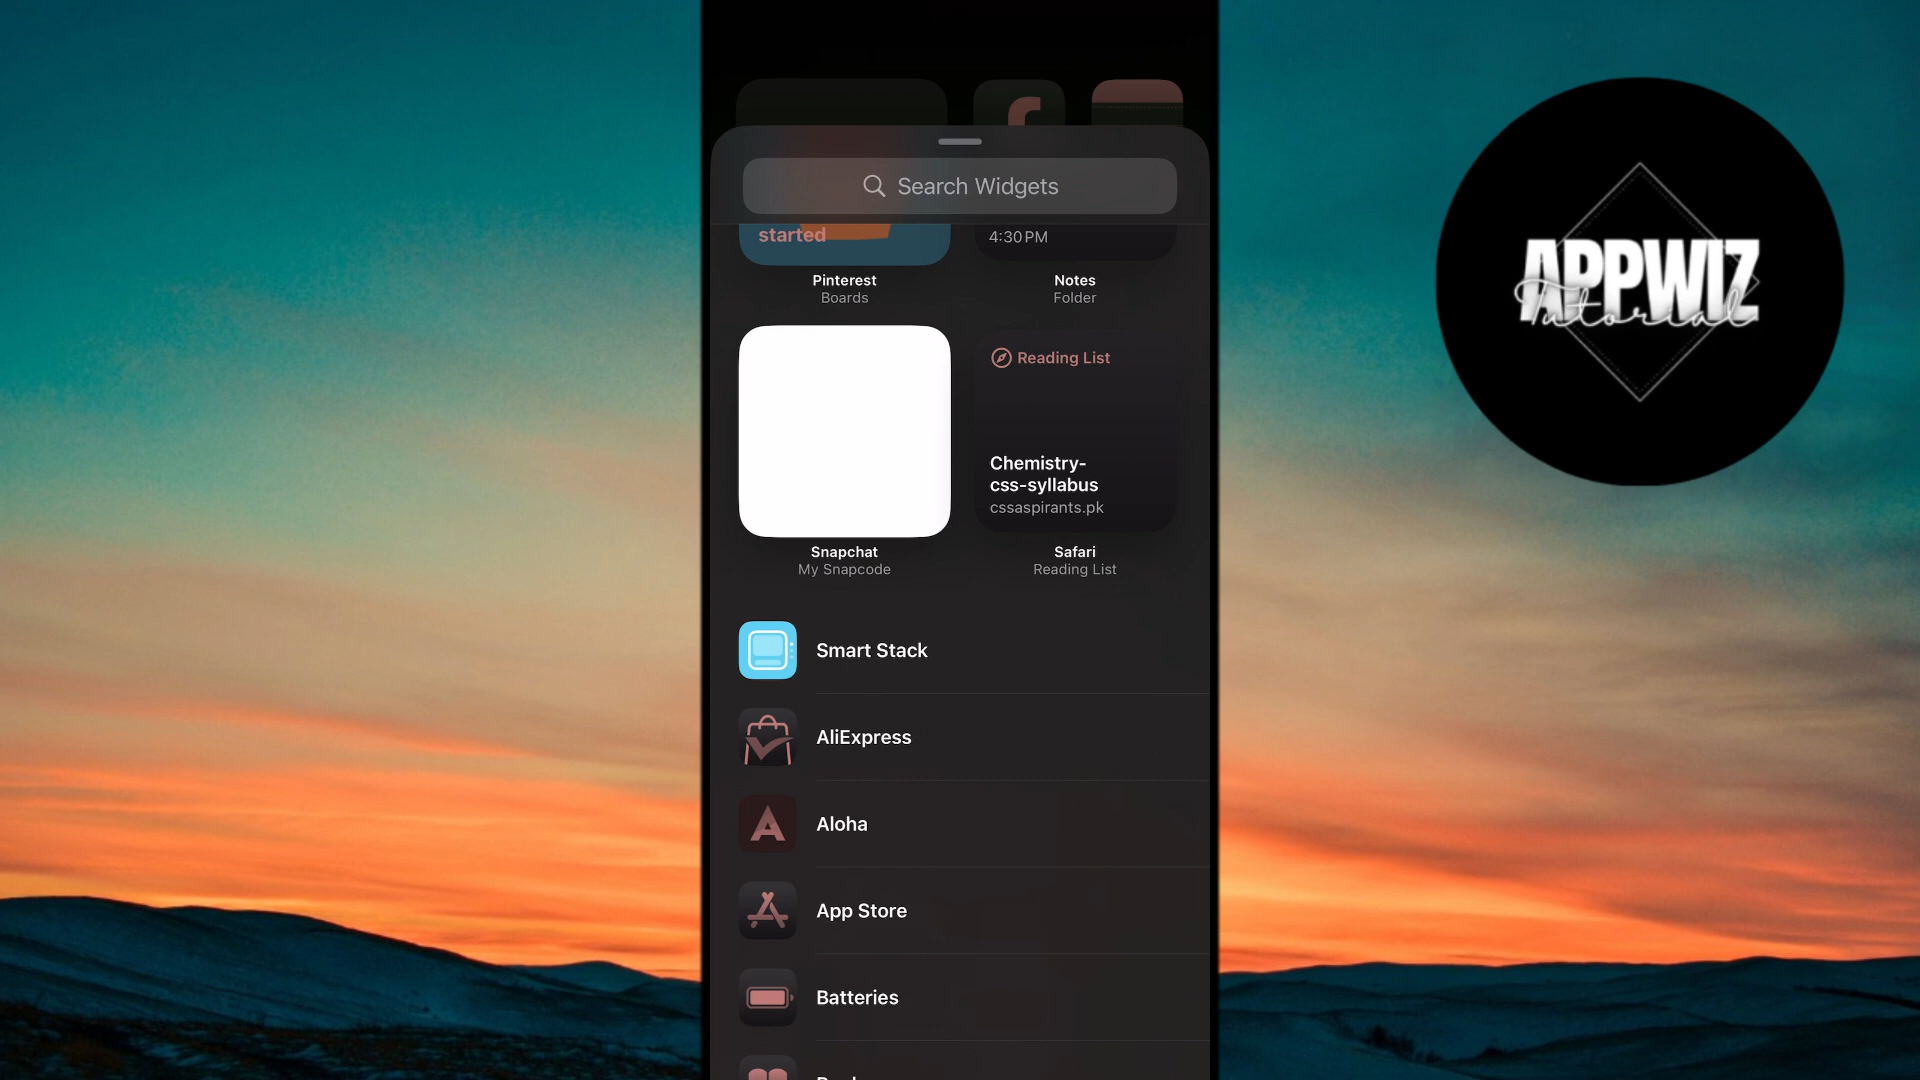 Search Widgets
started
4:30 PM
Pinterest
Boards
Notes
Folder
Reading List
Chemistry-
css-syllabus
cssaspirants.pk
Snapchat
My Snapcode
Safari
Reading List
Smart Stack
AliExpress
Aloha
App Store
Batteries
APPWIZ
Tutorial